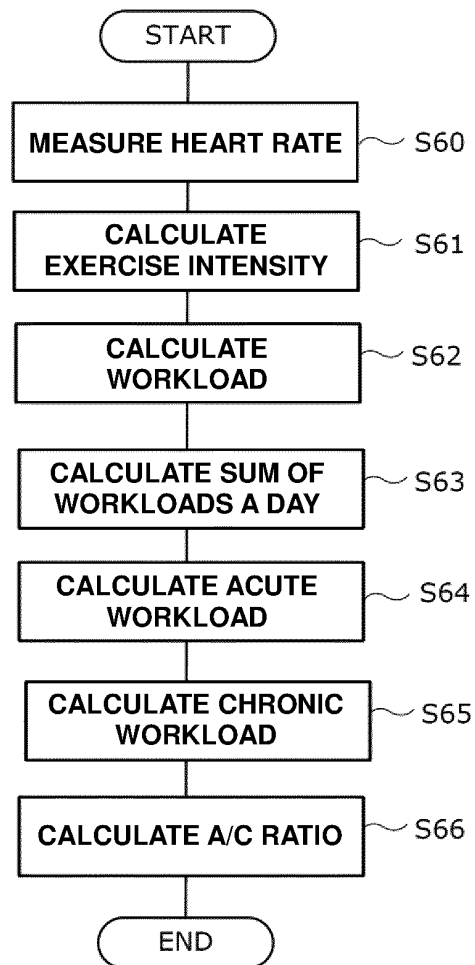 START
MEASURE HEART RATE
S60
CALCULATE
EXERCISE INTENSITY
S61
CALCULATE
WORKLOAD
S62
CALCULATE SUM OF
WORKLOADS A DAY
S63
CALCULATE ACUTE
WORKLOAD
S64
CALCULATE CHRONIC
WORKLOAD
S65
CALCULATE A/C RATIO
S66
END